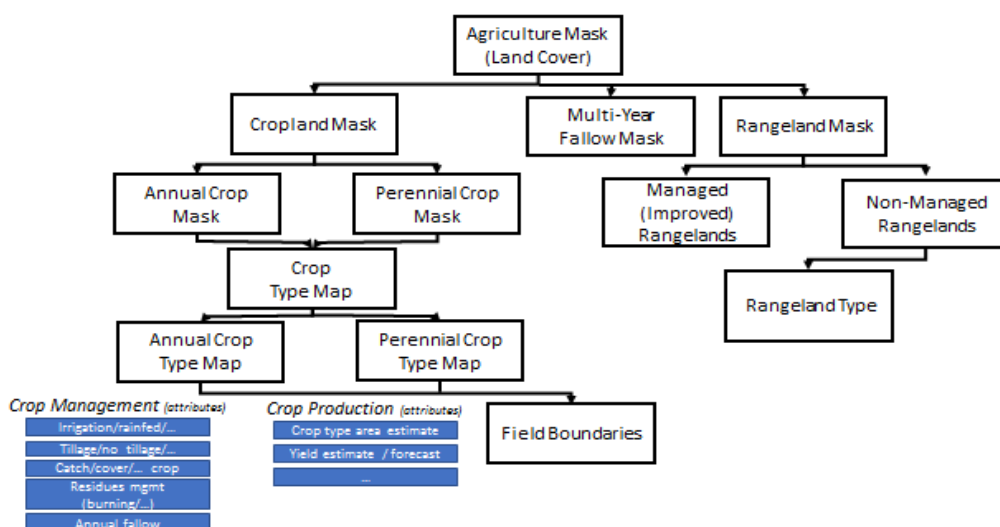 Agriculture Mask
(Land Cover)
Cropland Mask
Multi-Year
Fallow Mask
Rangeland Mask
Annual Crop
Mask
Perennial Crop
Mask
Managed
(Improved)
Rangelands
Non-Managed
Rangelands
Crop
Type Map
Rangeland Type
Annual Crop
Type Map
Perennial Crop
Type Map
Crop Management (attributes)
Irrigation/rainfed/...
Tillage/no tillage/...
Catch/cover/... crop
Residues mgmt
(burning/...)
Annual fallow
Crop Production (attributes)
Crop type area estimate
Yield estimate / forecast
...
Field Boundaries